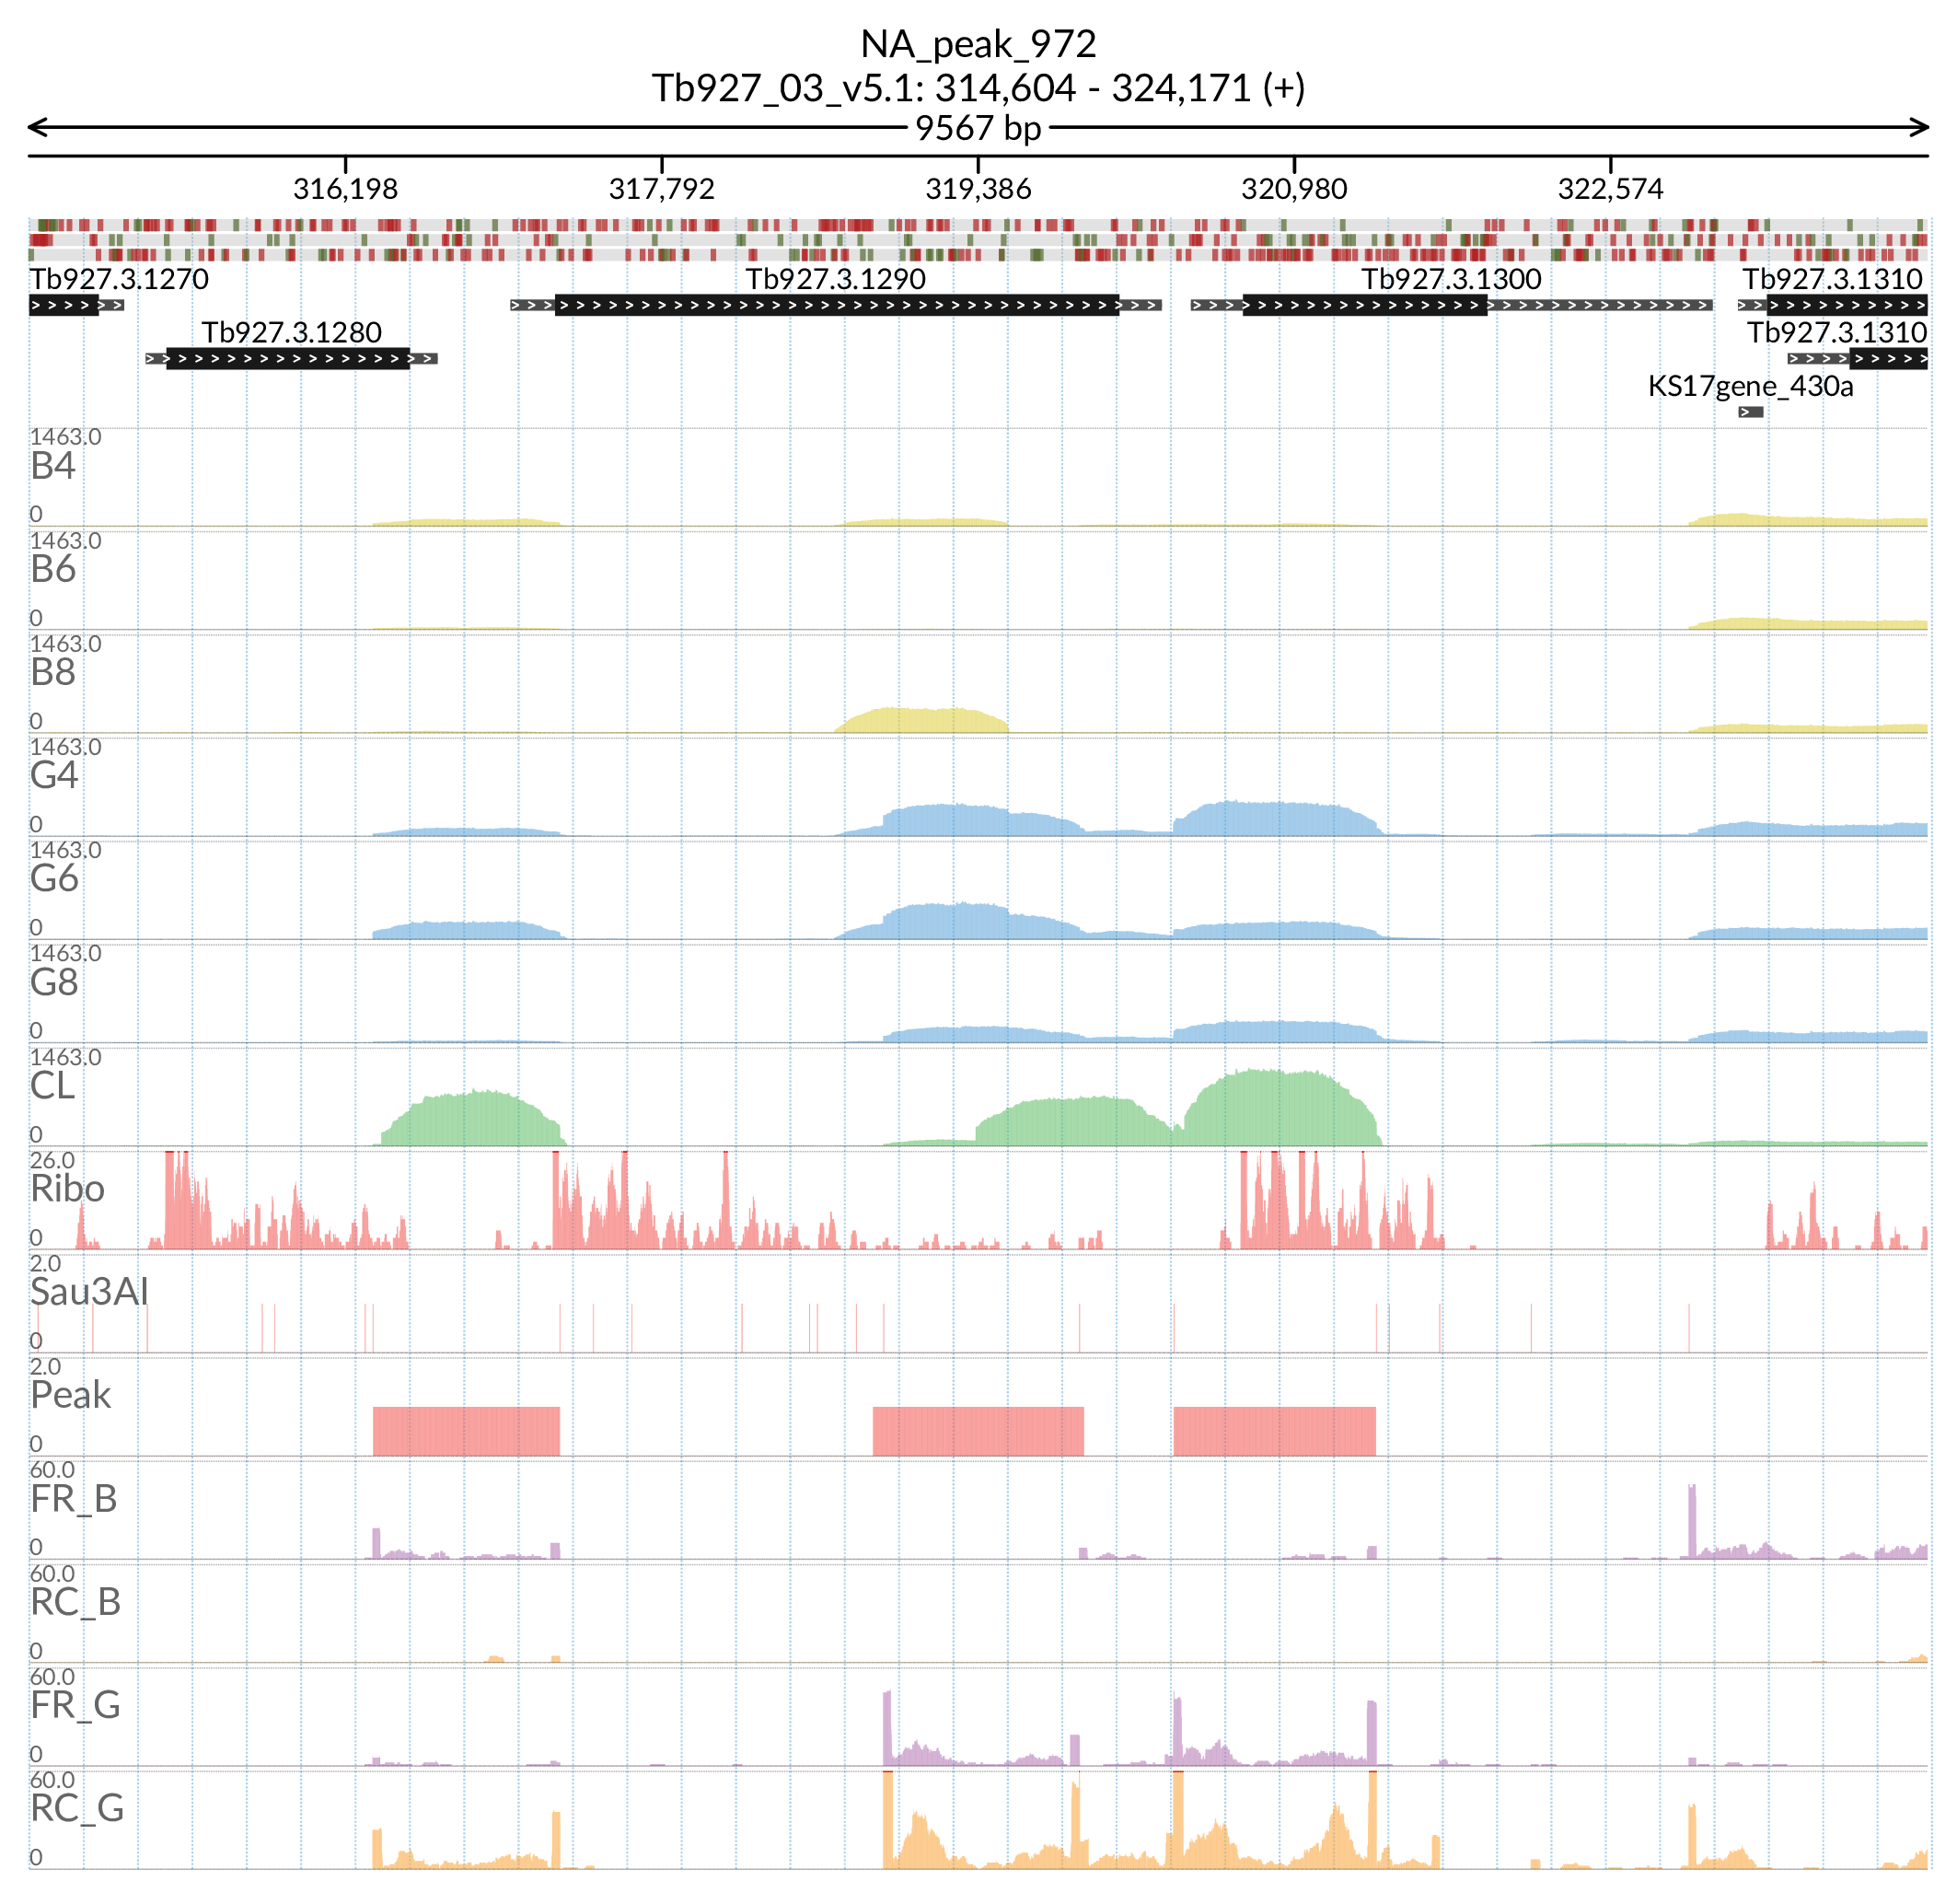 NA_peak_972
Tb927_03_v5.1: 314,604 - 324,171 (+)
9567 bp
316,198 317,792 319,386 320,980 322,574
Tb927.3.1270 Tb927.3.1290 Tb927.3.1300 Tb927.3.1310
Tb927.3.1280 Tb927.3.1310
KS17gene_430a
1463.0
B4
0
1463.0
B6
0
1463.0
B8
0
1463.0
G4
0
1463.0
G6
0
1463.0
G8
0
1463.0
CL
0
26.0
Ribo
0
2.0
Sau3AI
0
2.0
Peak
0
60.0
FR_B
0
60.0
RC_B
0
60.0
FR_G
0
60.0
RC_G
0